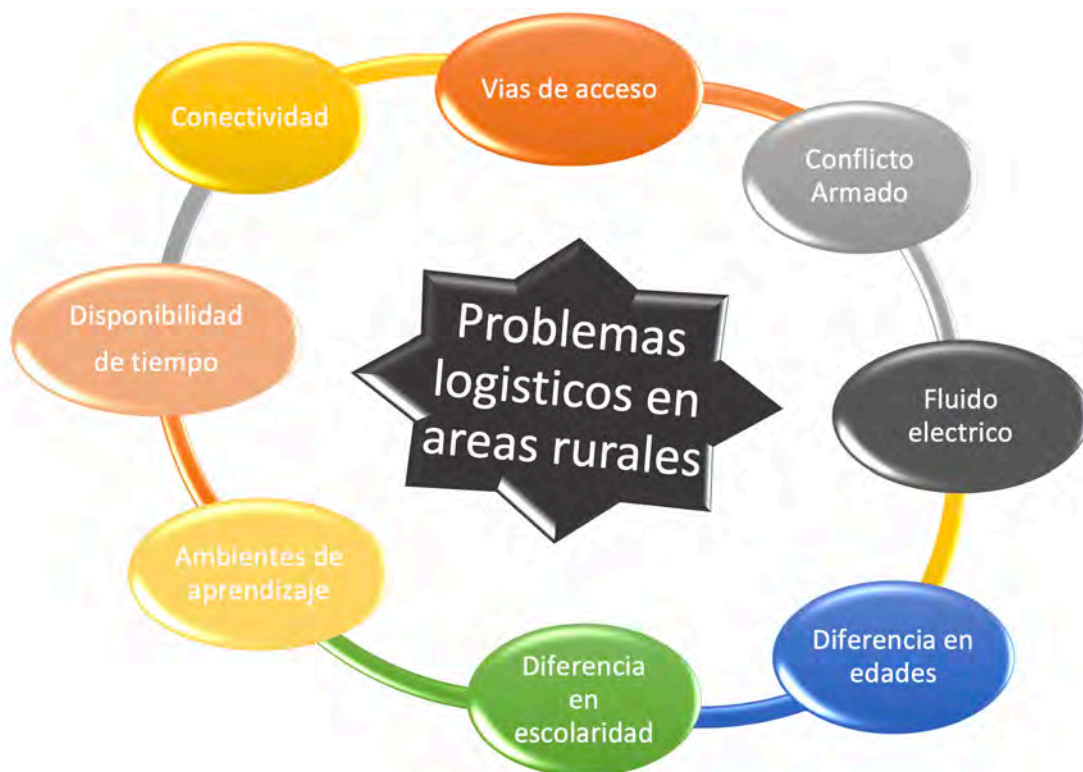 Vias de acceso
Conflicto
Armado
Fluido
electrico
Diferencia en
edades
Diferencia
en
escolaridad
Ambientes de
aprendizaje
Disponibilidad
de tiempo
Conectividad
Problemas
logisticos en
areas rurales